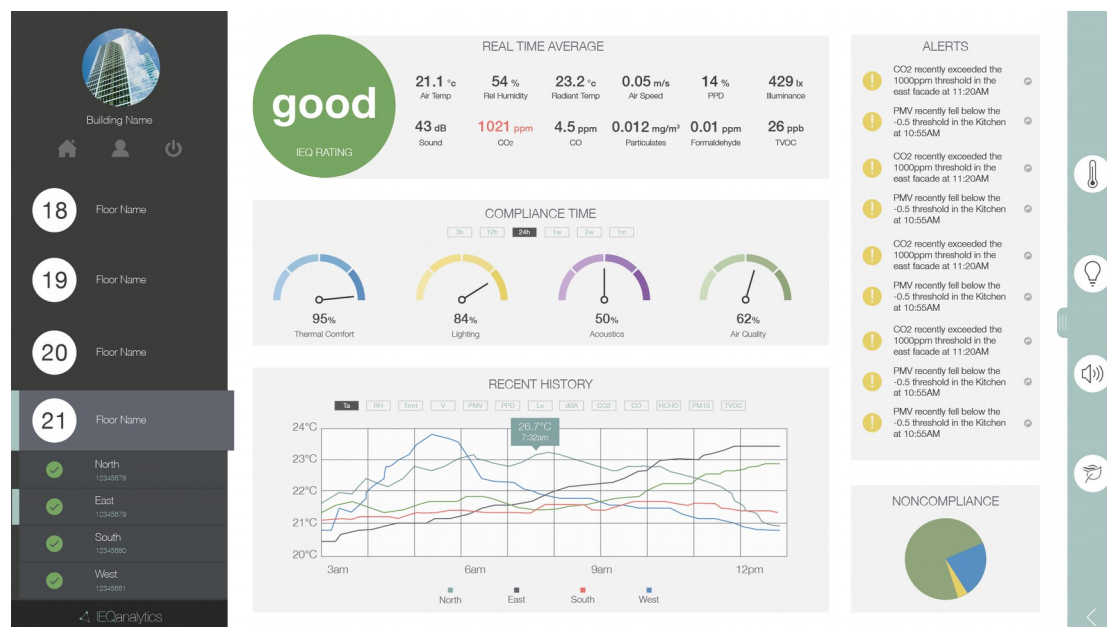 Building Name
18 Floor Name
19 Floor Name
20 Floor Name
21 Floor Name
North
12345678
East
12345679
South
12345680
West
12345681
IEQanalytics
good
IEQ RATING
REAL TIME AVERAGE
21.1 °c 54 % 23.2 °c 0.05 m/s 14 % 429 lx
Air Temp Rel Humidity Radiant Temp Air Speed PPD Illuminance
43 dB 1021 ppm 4.5 ppm 0.012 mg/m³ 0.01 ppm 26 ppb
Sound CO₂ CO Particulates Formaldehyde TVOC
COMPLIANCE TIME
3h 12h 24h 1w 2w 1m
95% 84% 50% 62%
Thermal Comfort Lighting Acoustics Air Quality
RECENT HISTORY
Ta RH Tmrt V PMV PPD Lx dBA CO2 CO HCHO PM10 TVOC
26.7°C
7:32am
24°C
23°C
22°C
21°C
20°C
3am 6am 9am 12pm
North East South West
ALERTS
CO2 recently exceeded the
1000ppm threshold in the
east facade at 11:20AM
PMV recently fell below the
-0.5 threshold in the Kitchen
at 10:55AM
CO2 recently exceeded the
1000ppm threshold in the
east facade at 11:20AM
PMV recently fell below the
-0.5 threshold in the Kitchen
at 10:55AM
CO2 recently exceeded the
1000ppm threshold in the
east facade at 11:20AM
PMV recently fell below the
-0.5 threshold in the Kitchen
at 10:55AM
CO2 recently exceeded the
1000ppm threshold in the
east facade at 11:20AM
PMV recently fell below the
-0.5 threshold in the Kitchen
at 10:55AM
PMV recently fell below the
-0.5 threshold in the Kitchen
at 10:55AM
NONCOMPLIANCE